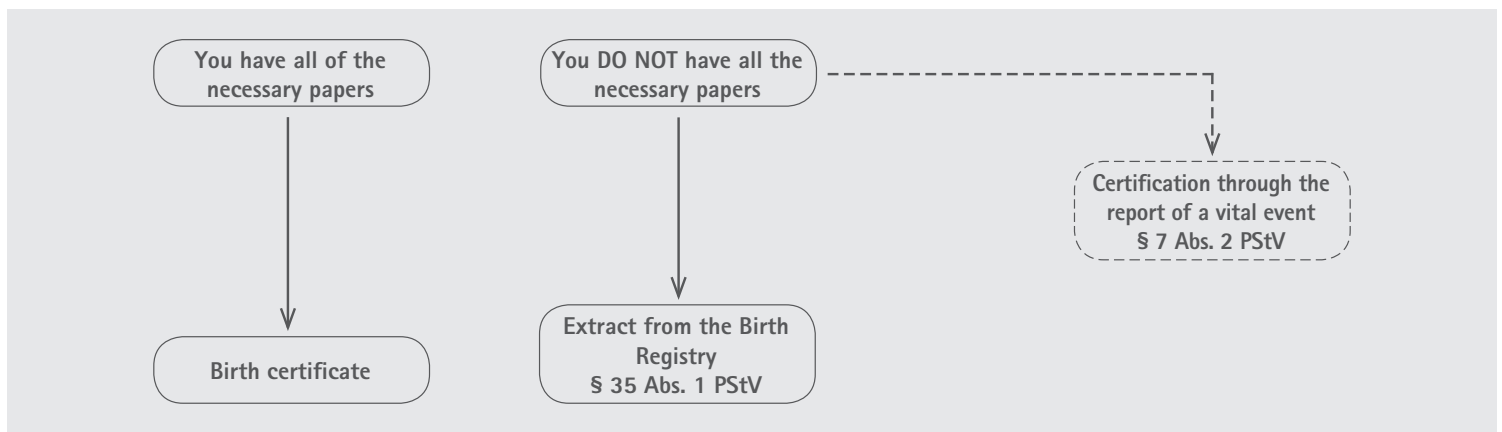 You have all of the
necessary papers
You DO NOT have all the
necessary papers
Certification through the
report of a vital event
§ 7 Abs. 2 PStV
Birth certificate
Extract from the Birth
Registry
§ 35 Abs. 1 PStV